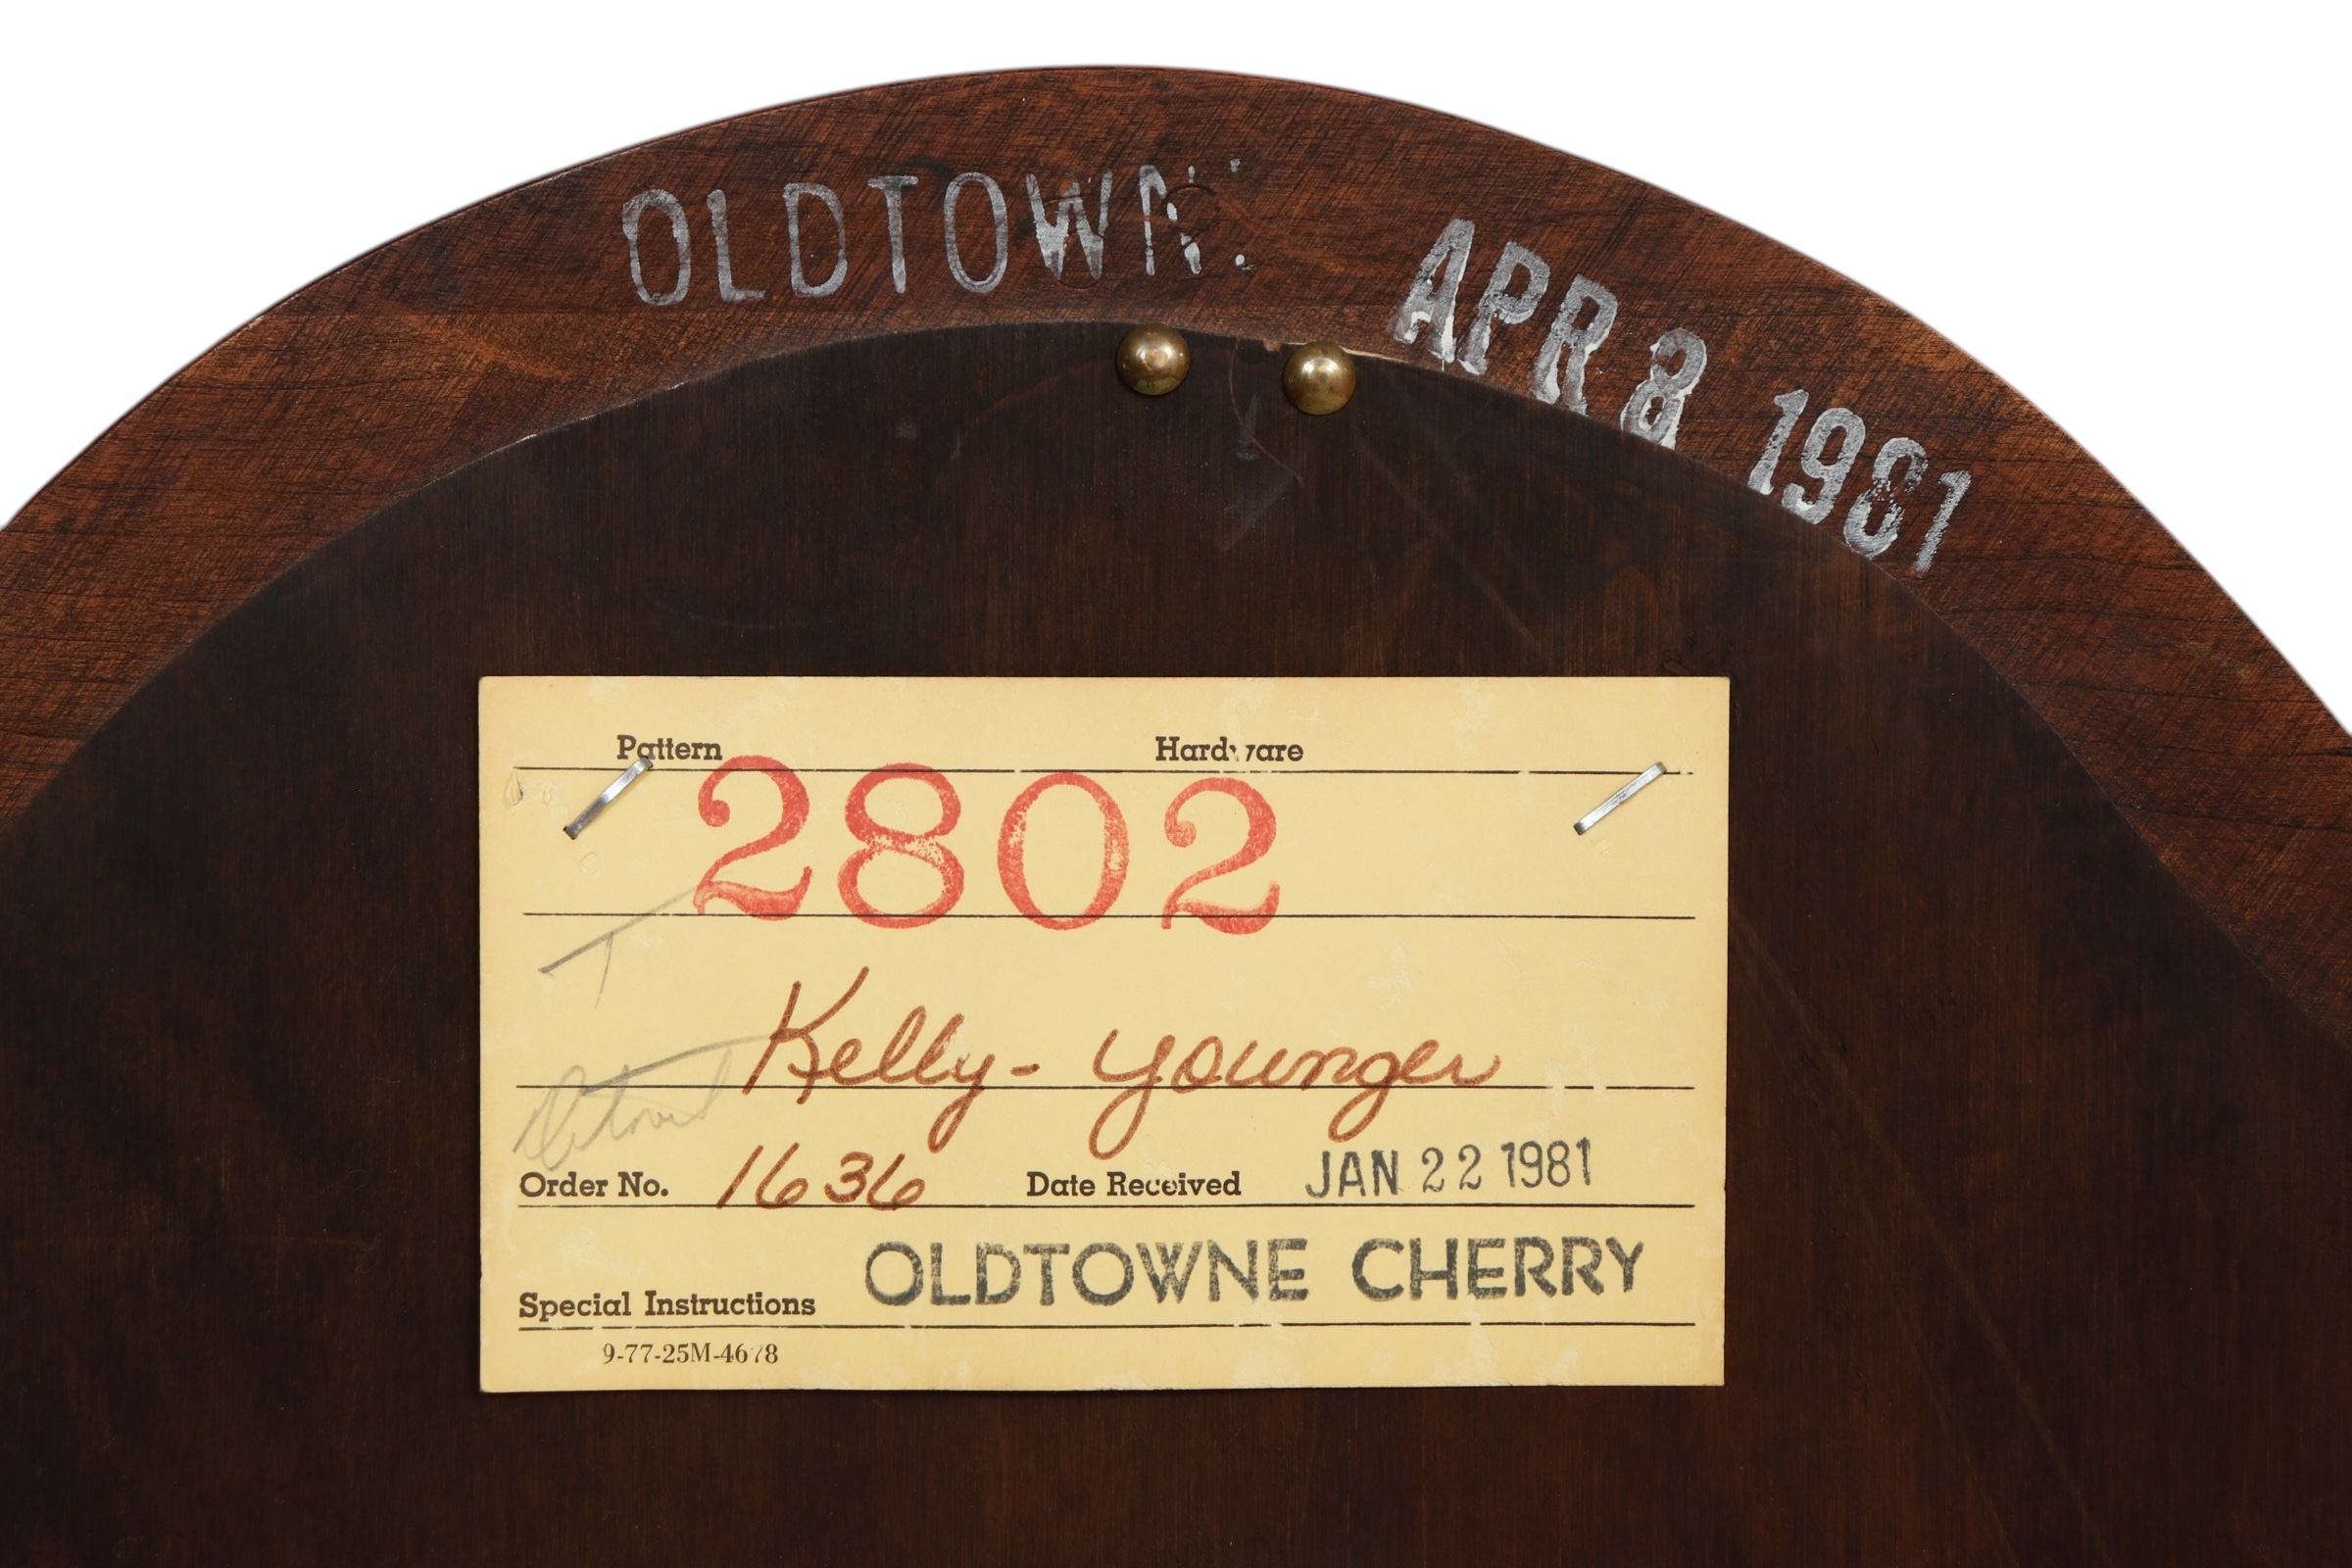 OLDTOWN
APR 8 1981
Pattern Hardware
2802
Kelly- Younger
Order No. 1636 Date Received JAN 22 1981
Special Instructions OLDTOWNE CHERRY
9-77-25M-4678